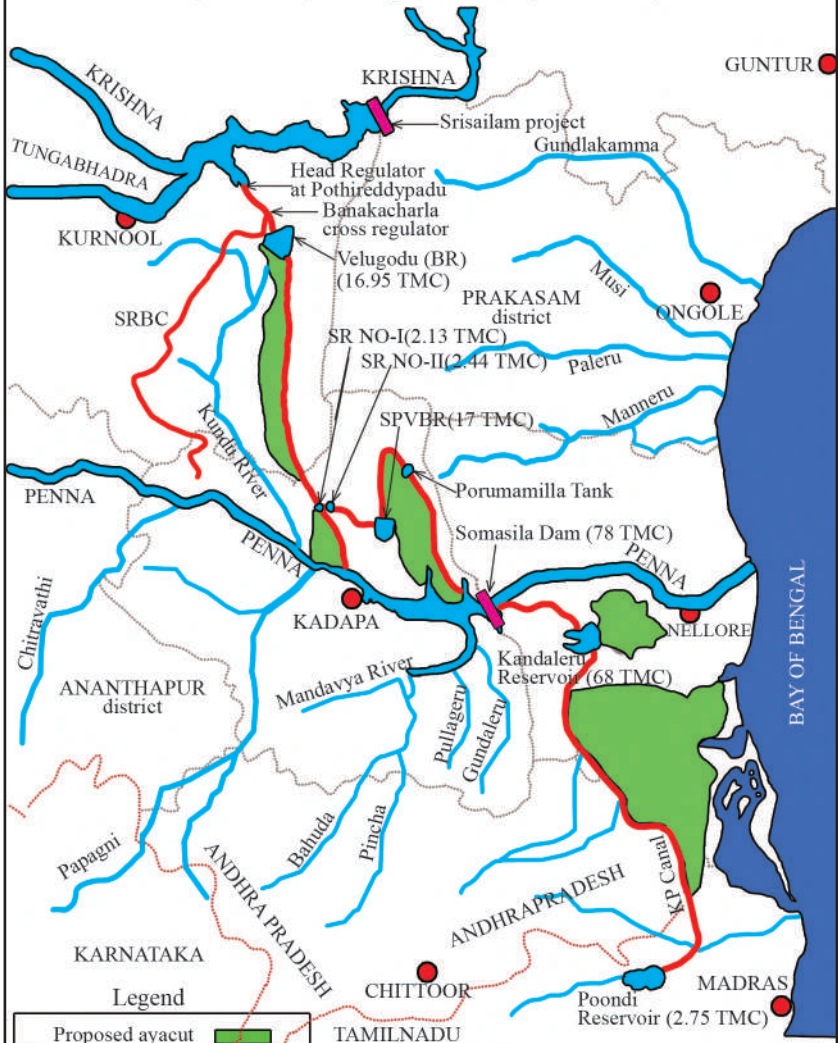 GUNTUR
KRISHNA
KRISHNA
Srisailam project
Gundlakamma
TUNGABHADRA
Head Regulator
at Pothireddypadu
Banakacharla
cross regulator
KURNOOL
Velugodu (BR)
(16.95 TMC)
Musi
PRAKASAM
district
ONGOLE
SRBC
SR NO-I(2.13 TMC)
SR NO-II(2.44 TMC)
Paleru
Kundu River
SPVBR(17 TMC)
Manneru
PENNA
Porumamilla Tank
PENNA
Somasila Dam (78 TMC)
PENNA
Chitravathi
KADAPA
NELLORE
Kandaleru
Reservoir (68 TMC)
BAY OF BENGAL
ANANTHAPUR
district
Mandavya River
Pullageru
Gundaleru
Papagni
Bahuda
Pincha
ANDHRA PRADESH
ANDHRAPRADESH
KP Canal
KARNATAKA
CHITTOOR
Legend
Proposed ayacut
TAMILNADU
Poondi
Reservoir (2.75 TMC)
MADRAS